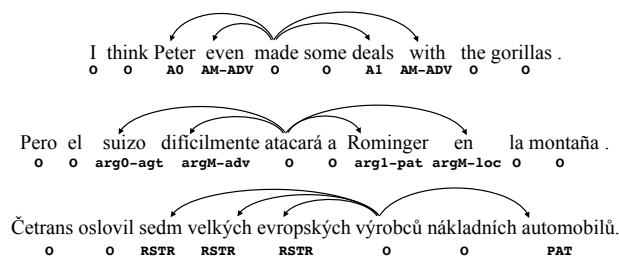 I think Peter even made some deals with the gorillas .
O O A0 AM-ADV O O A1 AM-ADV O O
Pero el suizo difícilmente atacará a Rominger en la montaña .
O O arg0-agt argM-adv O O arg1-pat argM-loc O O
Četrans oslovil sedm velkých evropských výrobců nákladních automobilů.
O O RSTR RSTR RSTR O O PAT